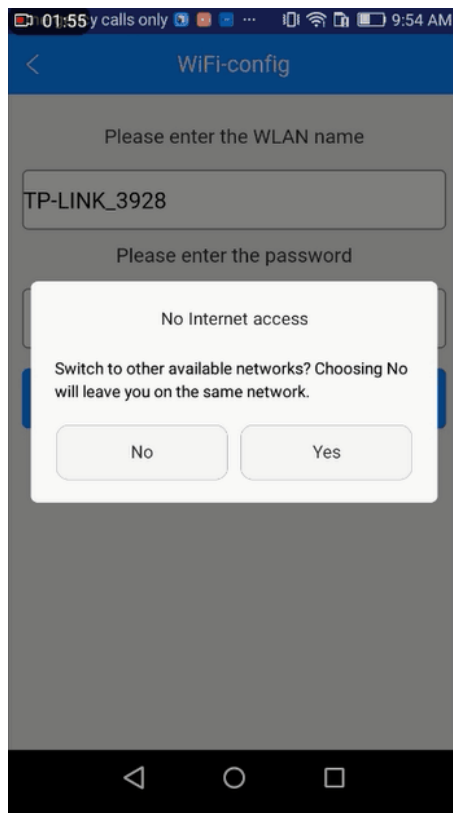 01:55 y calls only ... 9:54 AM
WiFi-config
Please enter the WLAN name
TP-LINK_3928
Please enter the password
No Internet access
Switch to other available networks? Choosing No
will leave you on the same network.
No Yes